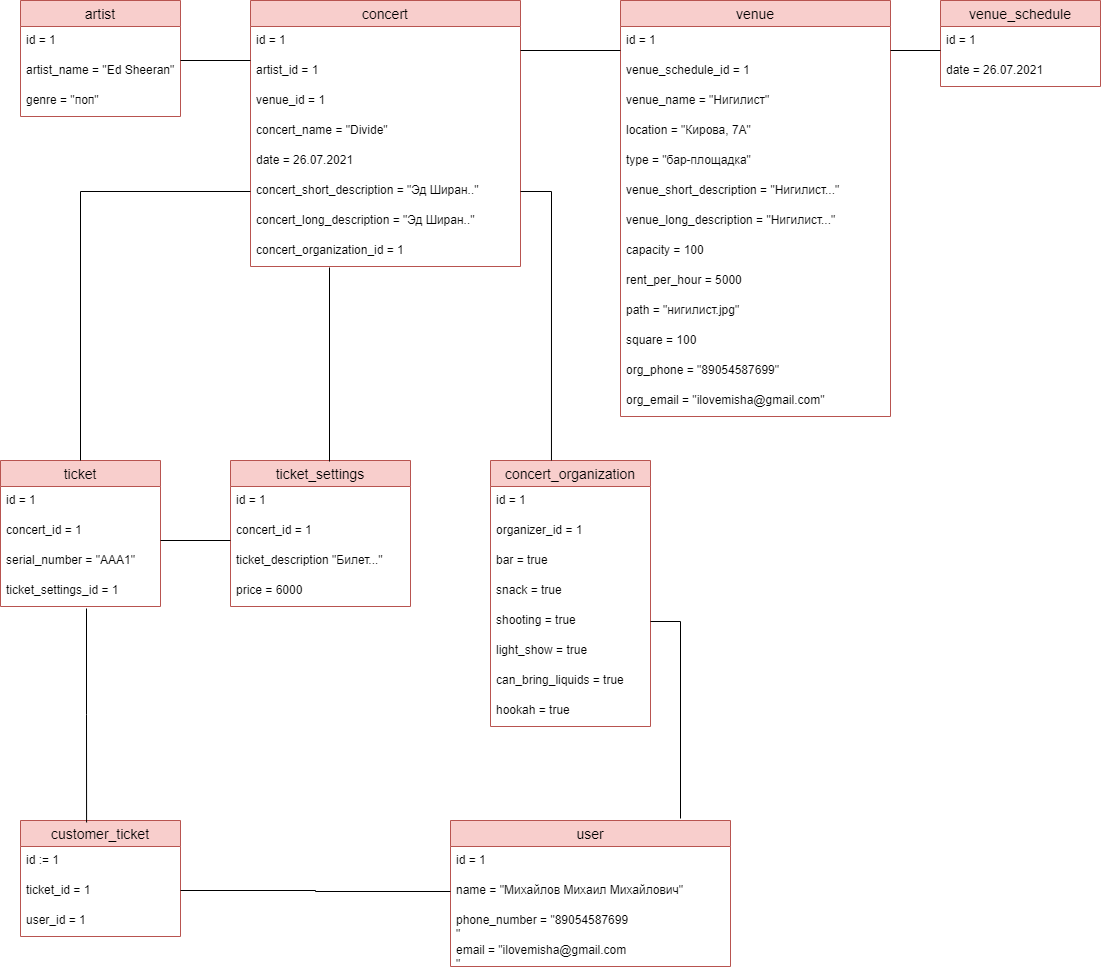 artist
id = 1
artist_name = "Ed Sheeran"
genre = "поп"
concert
id = 1
artist_id = 1
venue_id = 1
concert_name = "Divide"
date = 26.07.2021
concert_short_description = "Эд Ширан.."
concert_long_description = "Эд Ширан.."
concert_organization_id = 1
venue
id = 1
venue_schedule_id = 1
venue_name = "Нигилист"
location = "Кирова, 7А"
type = "бар-площадка"
venue_short_description = "Нигилист..."
venue_long_description = "Нигилист..."
capacity = 100
rent_per_hour = 5000
path = "нигилист.jpg"
square = 100
org_phone = "89054587699"
org_email = "ilovemisha@gmail.com"
venue_schedule
id = 1
date = 26.07.2021
ticket
id = 1
concert_id = 1
serial_number = "AAA1"
ticket_settings_id = 1
ticket_settings
id = 1
concert_id = 1
ticket_description "Билет..."
price = 6000
concert_organization
id = 1
organizer_id = 1
bar = true
snack = true
shooting = true
light_show = true
can_bring_liquids = true
hookah = true
customer_ticket
id := 1
ticket_id = 1
user_id = 1
user
id = 1
name = "Михайлов Михаил Михайлович"
phone_number = "89054587699
"
email = "ilovemisha@gmail.com
"